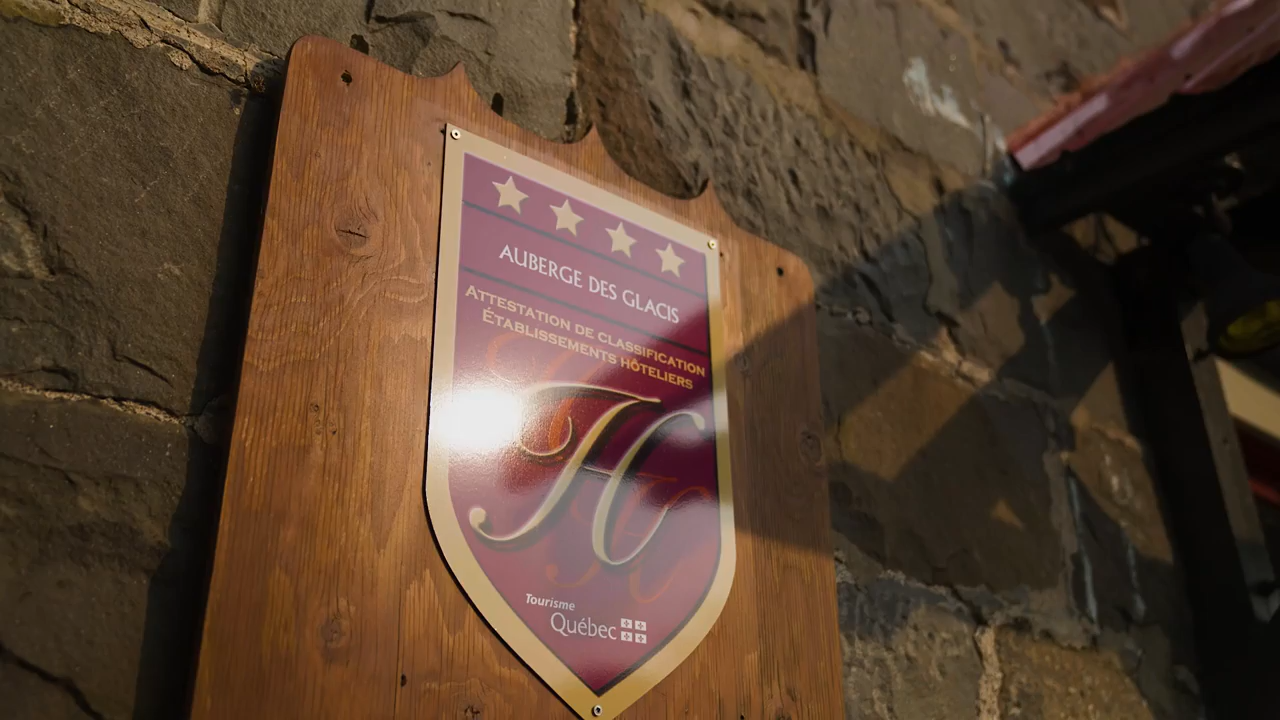 AUBERGE DES GLACIS
ATTESTATION DE CLASSIFICATION
ÉTABLISSEMENTS HÔTELIERS
H
Tourisme
Québec